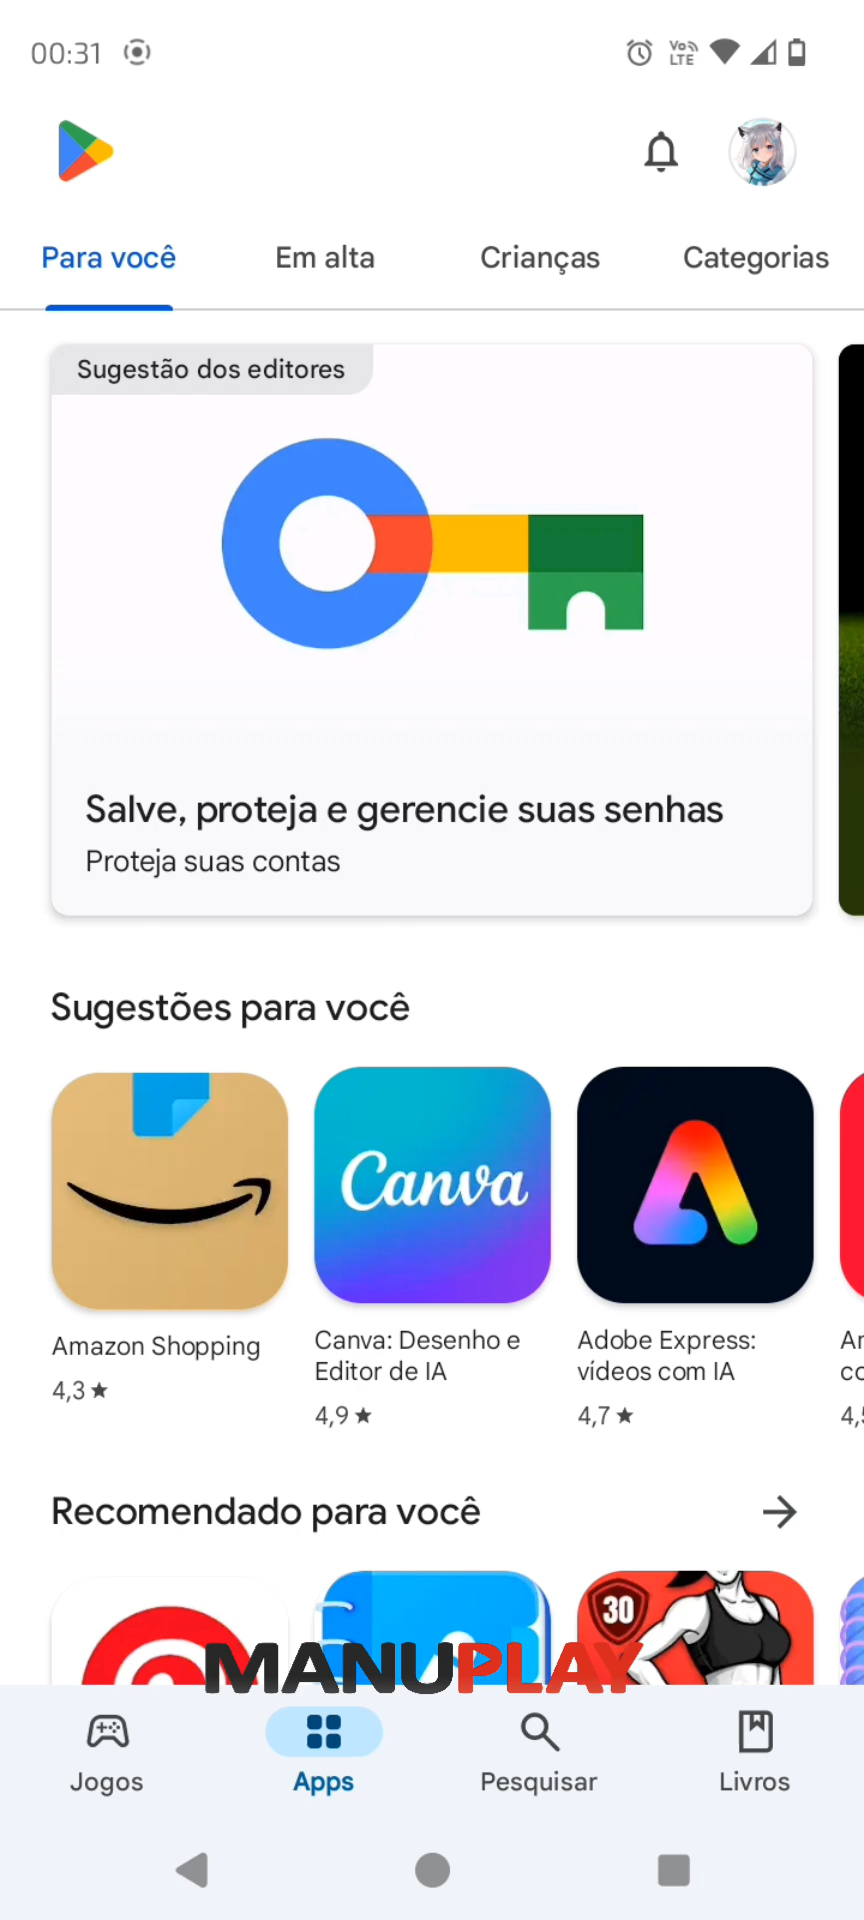 00:31
Vo LTE
Para você
Em alta
Crianças
Categorias
Sugestão dos editores
Salve, proteja e gerencie suas senhas
Proteja suas contas
Sugestões para você
Canva
Amazon Shopping
4,3 ★
Canva: Desenho e
Editor de IA
4,9 ★
Adobe Express:
vídeos com IA
4,7 ★
Recomendado para você
30
MANUPLAY
Jogos
Apps
Pesquisar
Livros